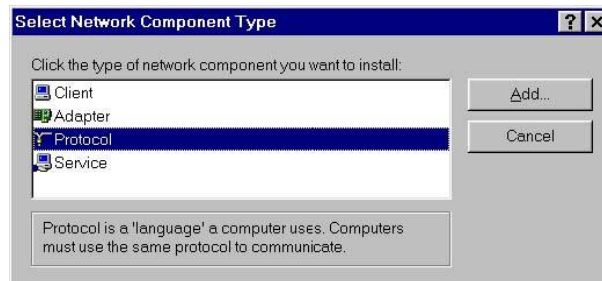 Select Network Component Type
Click the type of network component you want to install:
Client
Adapter
Protocol
Service
Add...
Cancel
Protocol is a 'language' a computer uses. Computers
must use the same protocol to communicate.